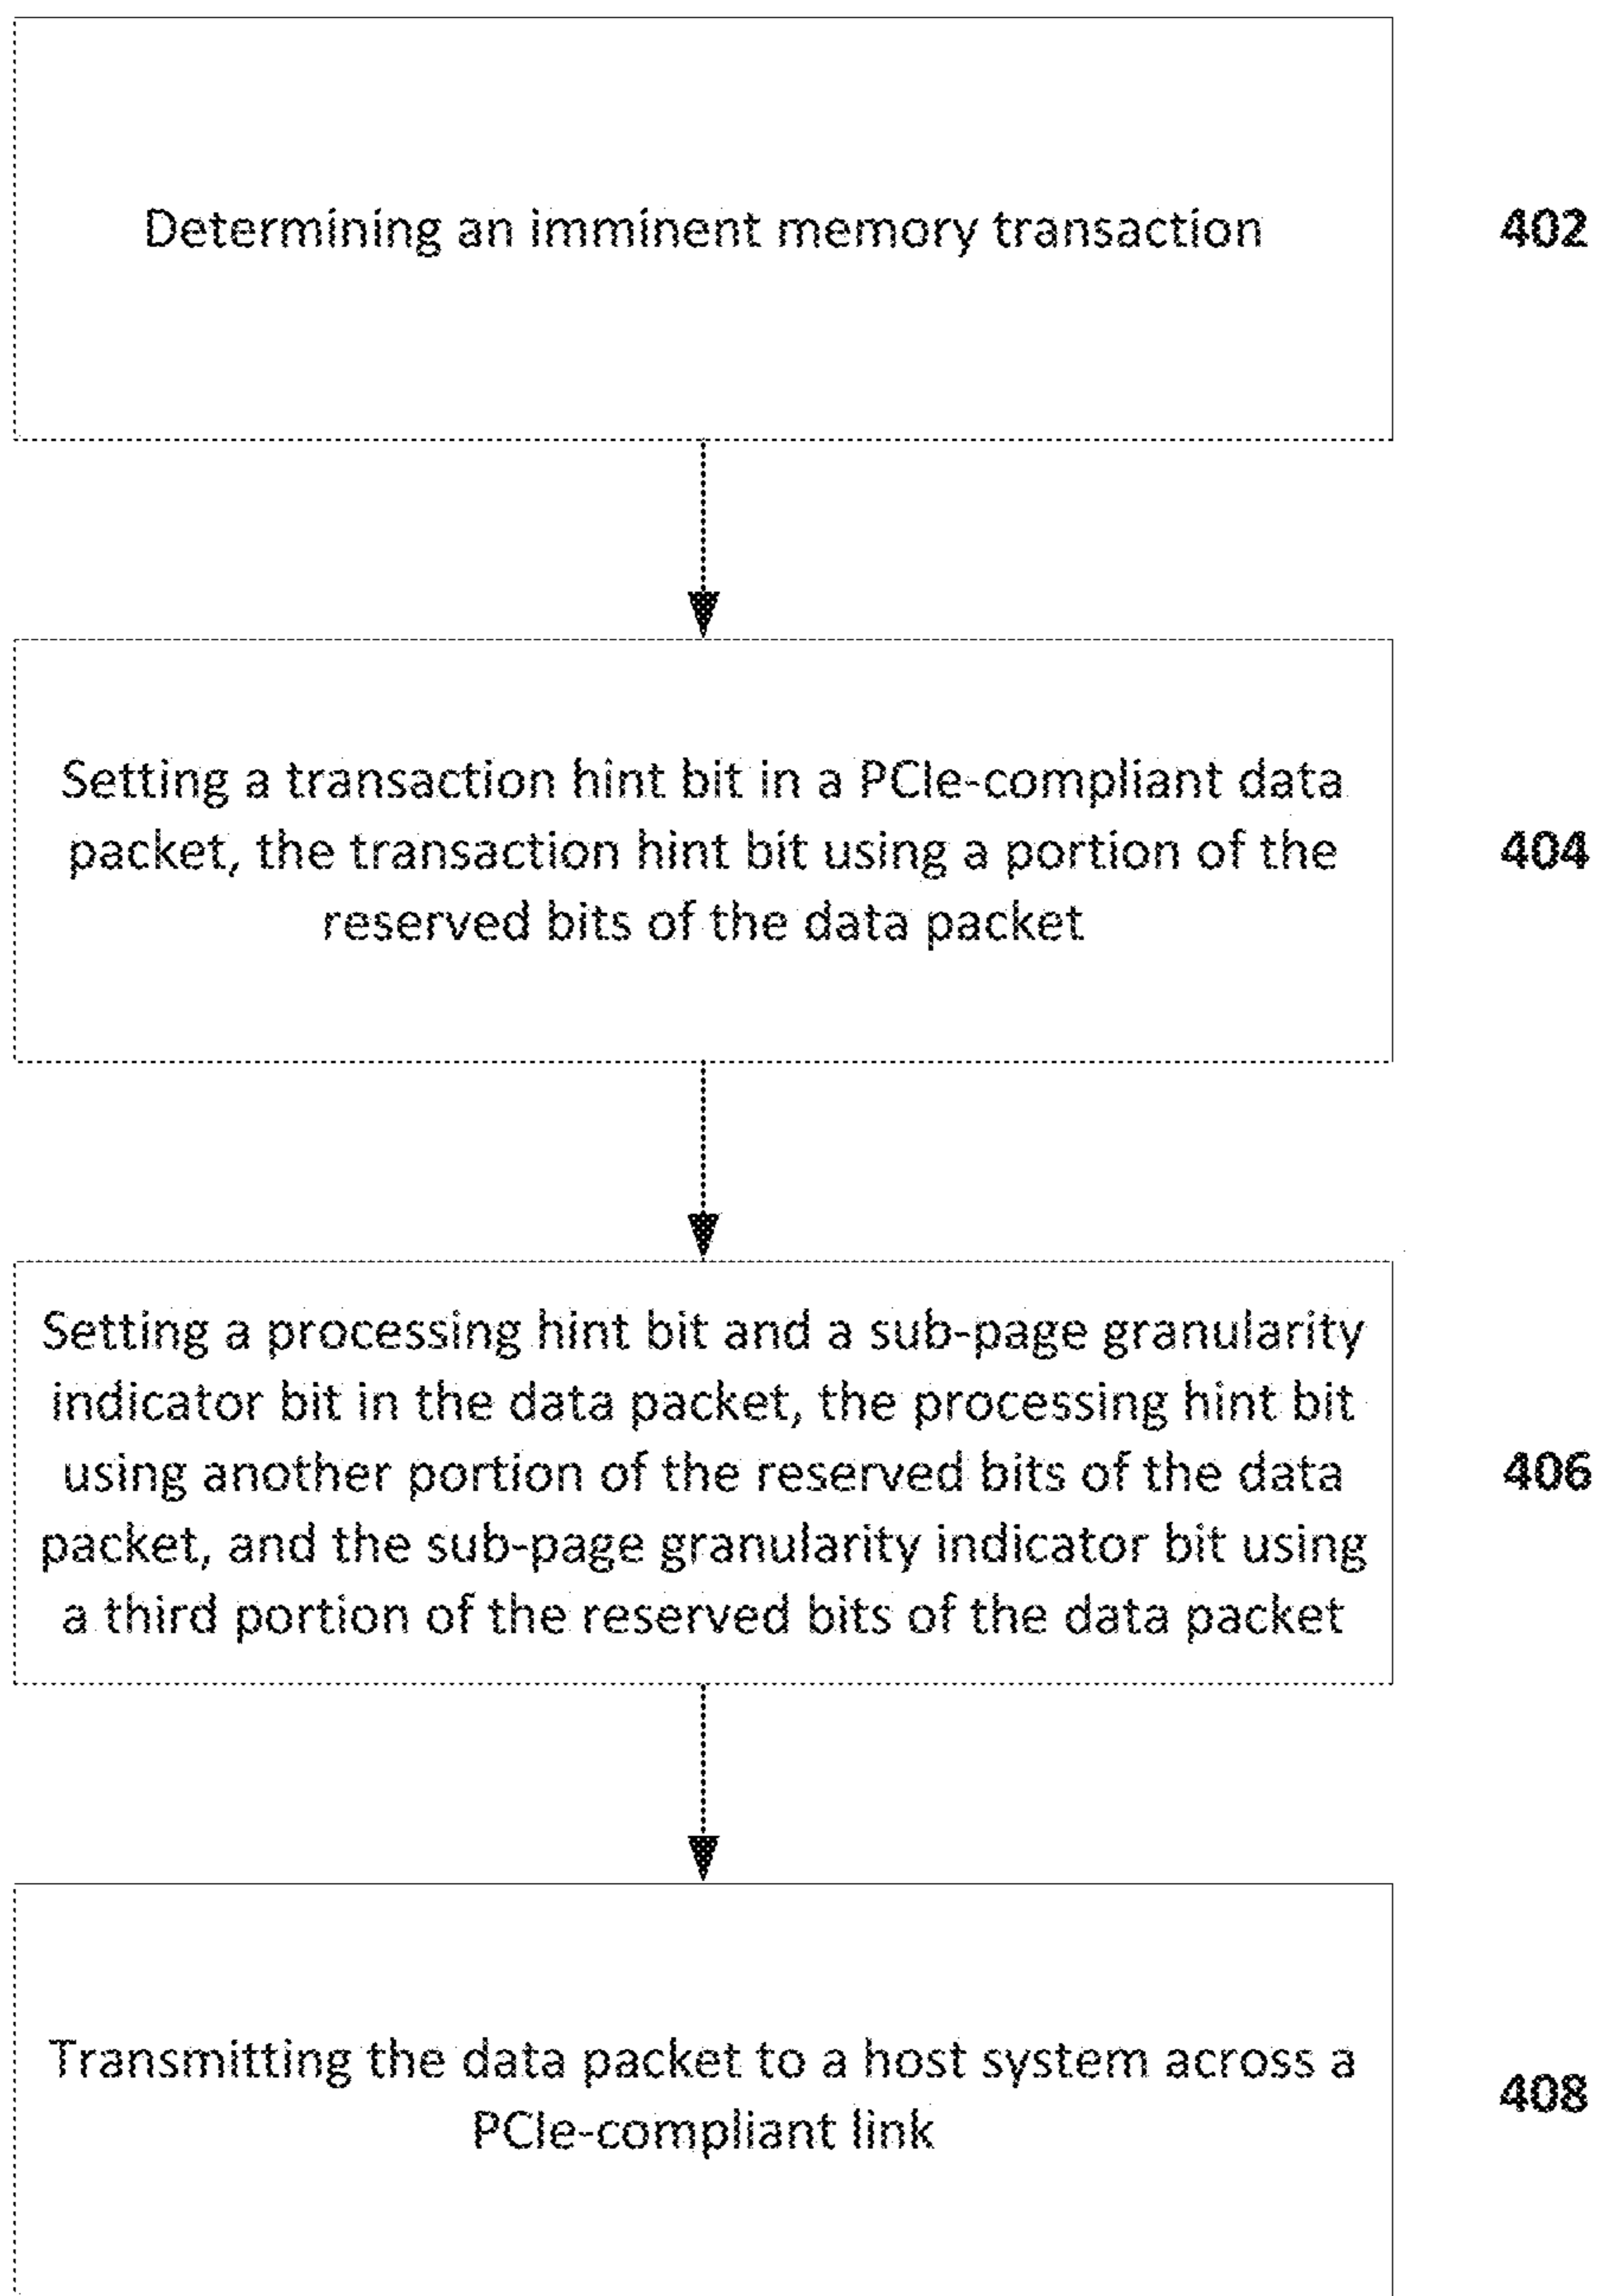 Determining an imminent memory transaction
402
Setting a transaction hint bit in a PCIe-compliant data
packet, the transaction hint bit using a portion of the
reserved bits of the data packet
404
Setting a processing hint bit and a sub-page granularity
indicator bit in the data packet, the processing hint bit
using another portion of the reserved bits of the data
packet, and the sub-page granularity indicator bit using
a third portion of the reserved bits of the data packet
406
Transmitting the data packet to a host system across a
PCIe-compliant link
408